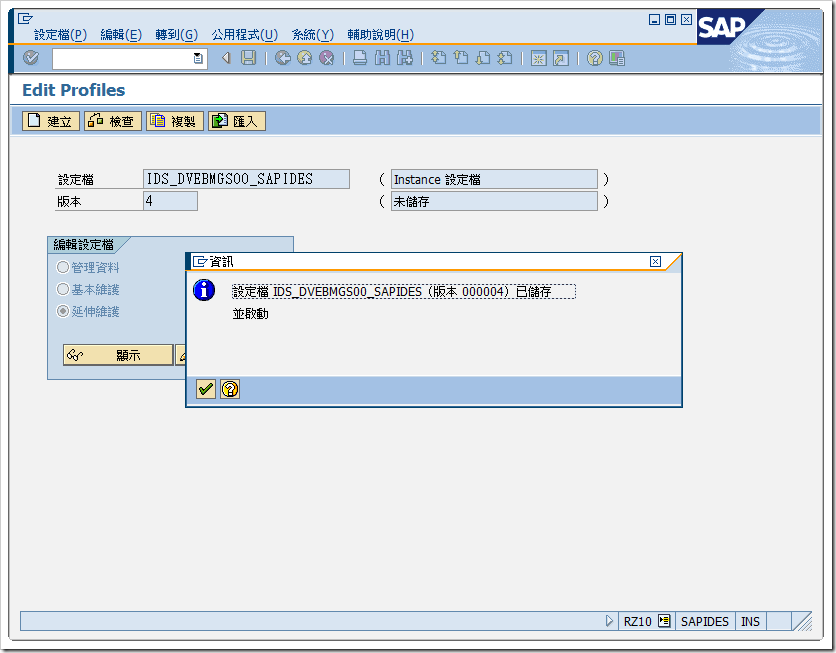 設定檔(P) 編輯(E) 轉到(G) 公用程式(U) 系統(Y) 輔助說明(H)
SAP
Edit Profiles
建立 檢查 複製 匯入
設定檔 IDS_DVEBMGS00_SAPIDES ( Instance 設定檔 )
版本 4 ( 未儲存 )
編輯設定檔
管理資料
基本維護
延伸維護
顯示
資訊
設定檔 IDS_DVEBMGS00_SAPIDES (版本 000004) 已儲存
並啟動
RZ10 SAPIDES INS